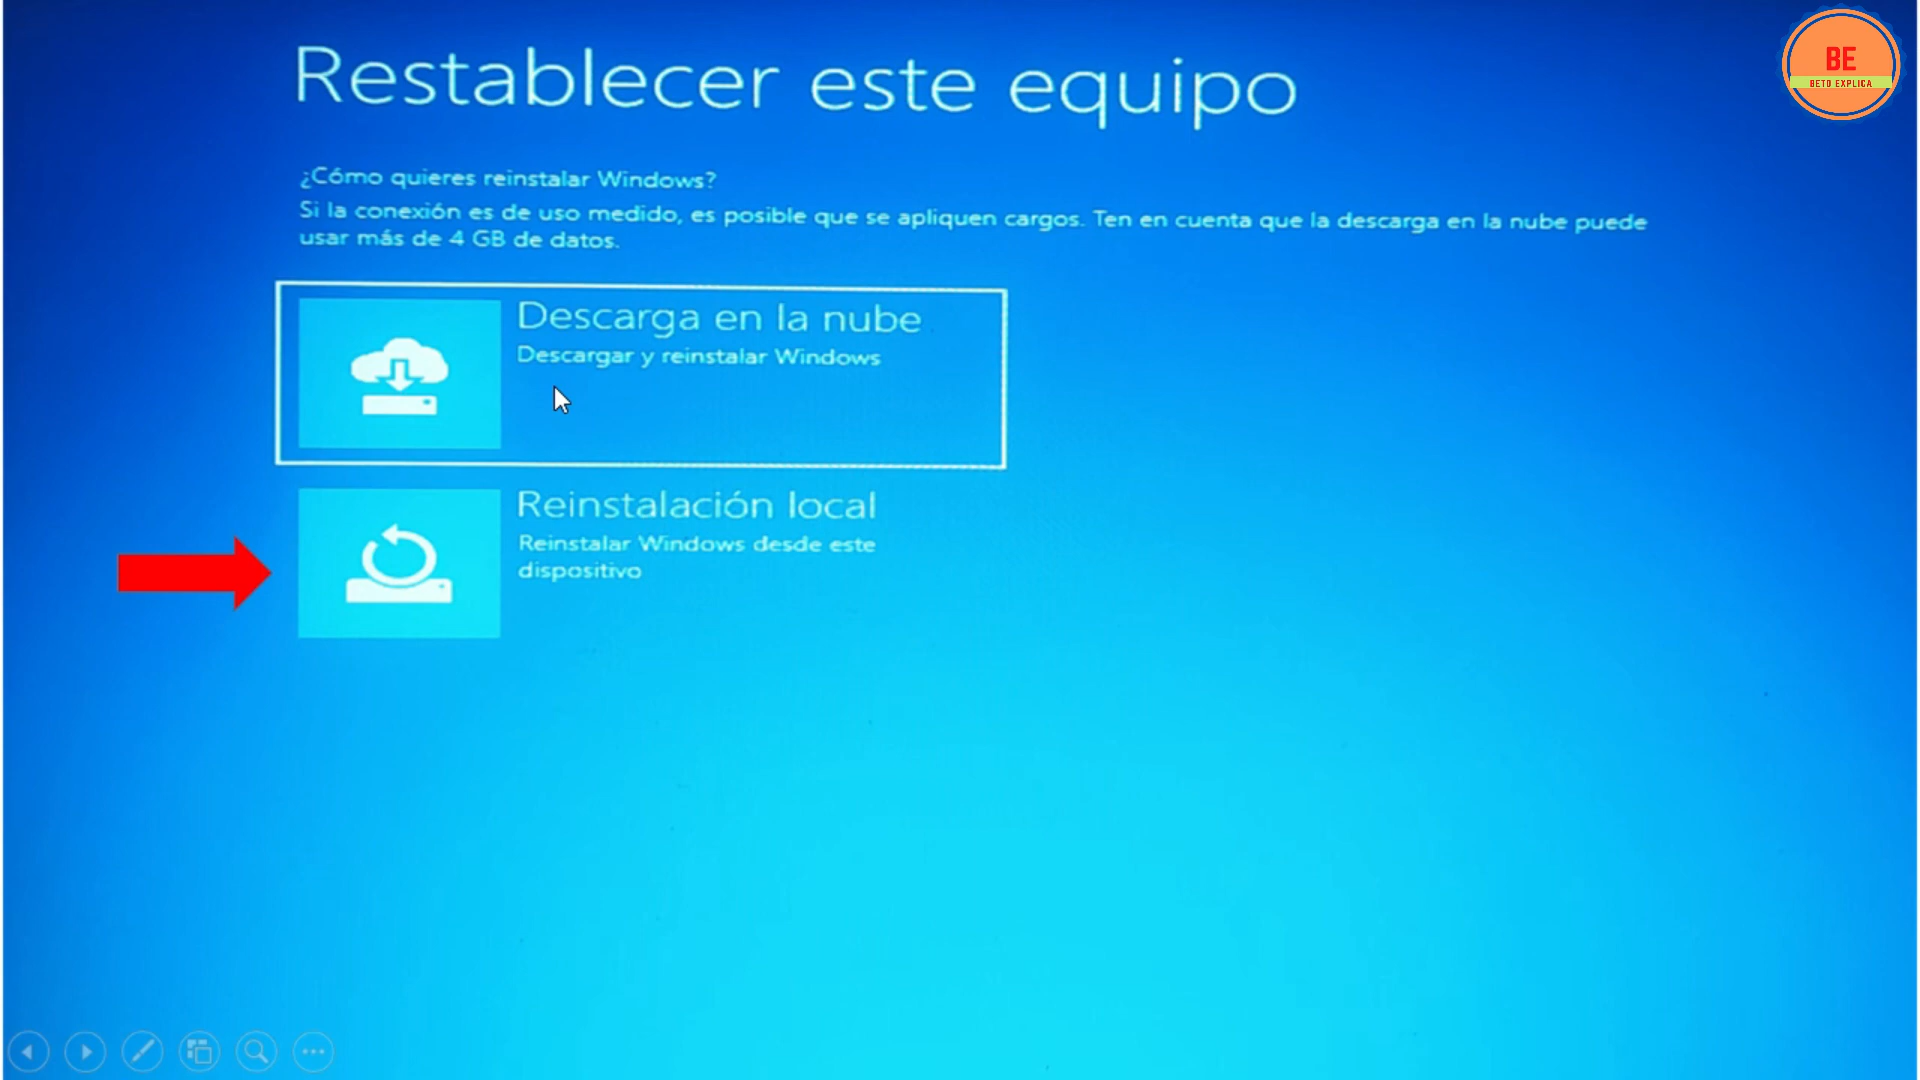 Restablecer este equipo
BE
BETO EXPLICA
¿Cómo quieres reinstalar Windows?
Si la conexión es de uso medido, es posible que se apliquen cargos. Ten en cuenta que la descarga en la nube puede
usar más de 4 GB de datos.
Descarga en la nube
Descargar y reinstalar Windows
Reinstalación local
Reinstalar Windows desde este
dispositivo